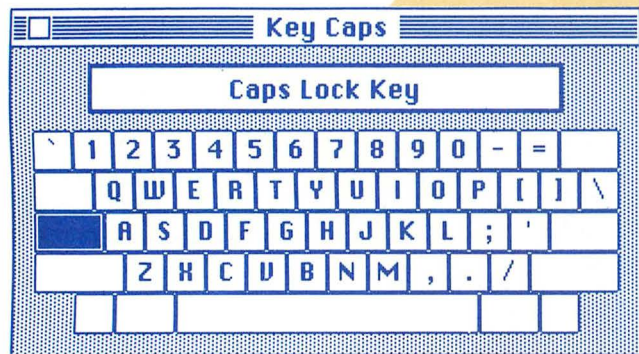 Key Caps
Caps Lock Key
` 1 2 3 4 5 6 7 8 9 0 - =
Q W E R T Y U I O P [ ] \
A S D F G H J K L ; '
Z X C V B N M , . /